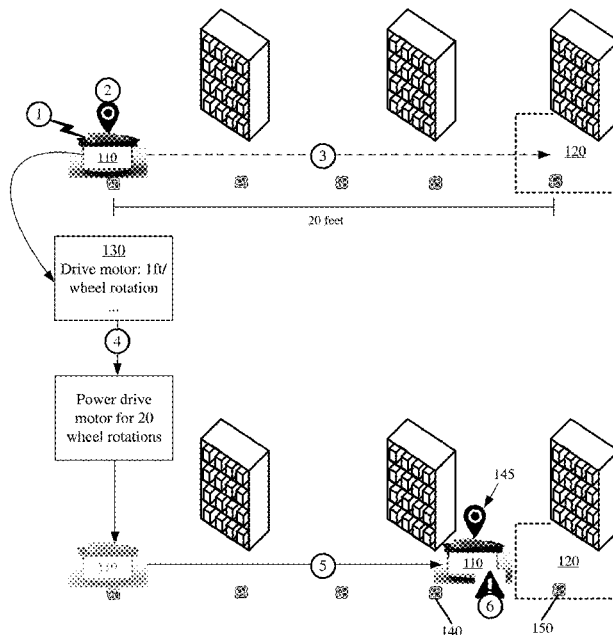 2
1
110
3
120
20 feet
130
Drive motor: 1ft/
wheel rotation
...
4
Power drive
motor for 20
wheel rotations
145
110
5
110
120
6
140
150